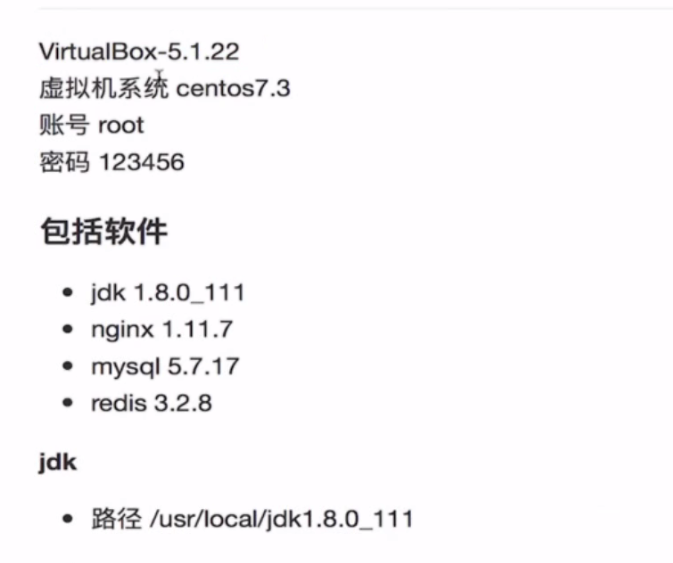 VirtualBox-5.1.22
虚拟机系统 centos7.3
账号 root
密码 123456
包括软件
• jdk 1.8.0_111
• nginx 1.11.7
• mysql 5.7.17
• redis 3.2.8
jdk
• 路径 /usr/local/jdk1.8.0_111